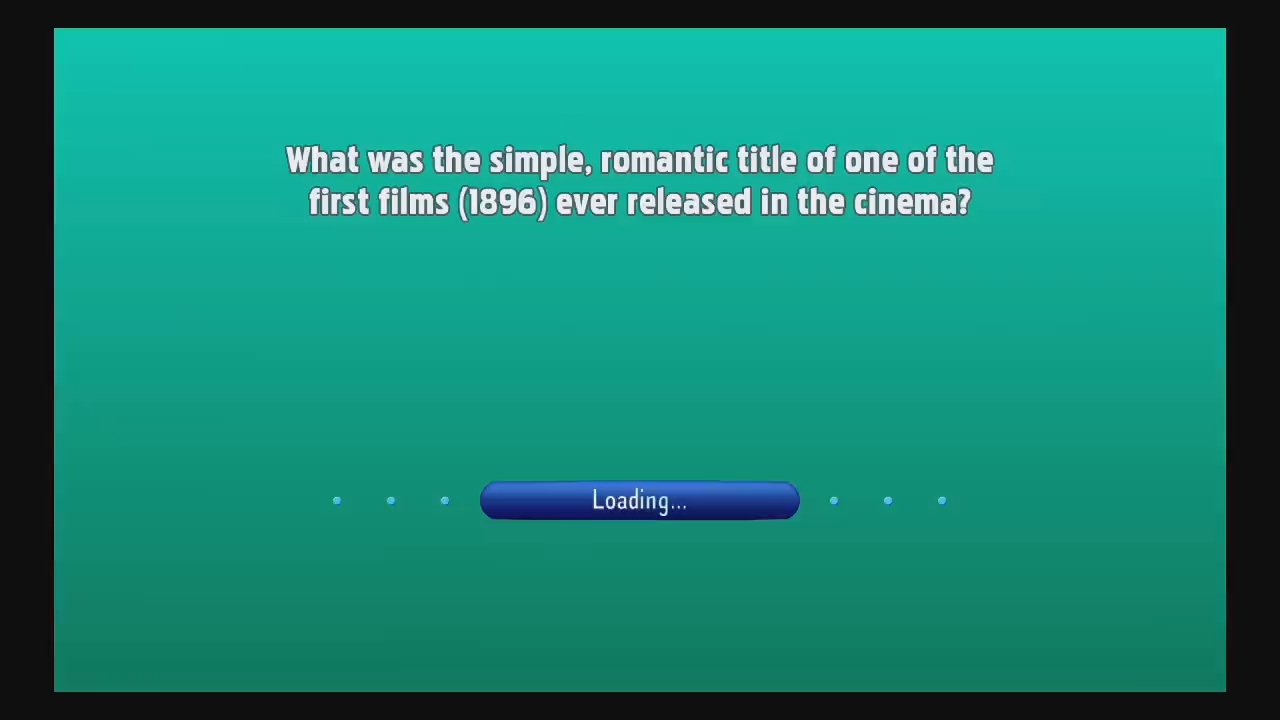 What was the simple, romantic title of one of the
first films (1896) ever released in the cinema?
Loading...